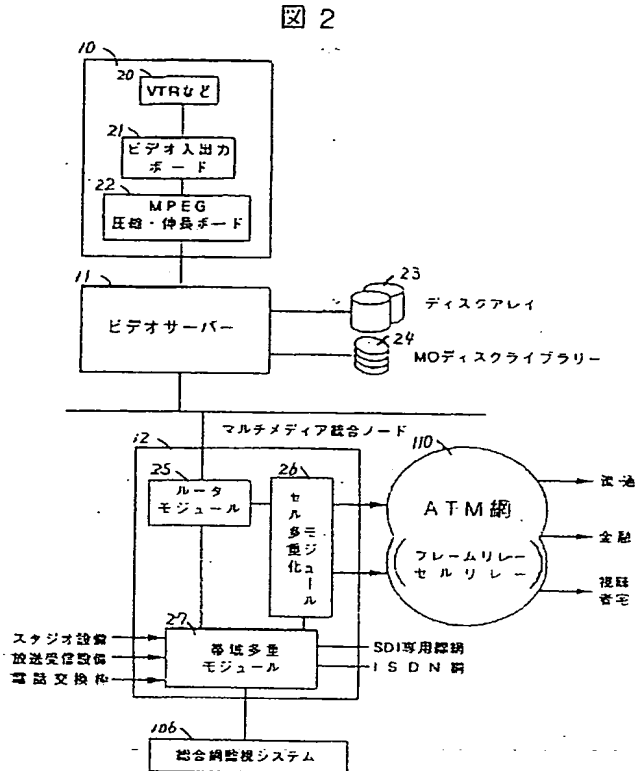 図 2
10
20
VTRなど
21
ビデオ入出力
ボード
22
MPEG
圧縮・伸長ボード
11
ビデオサーバー
23
ディスクアレイ
24
MOディスクライブラリー
マルチメディア統合ノード
12
25
ルータ
モジュール
26
セル多重化
モジュール
110
ATM網
フレームリレー
セルリレー
流通
金融
視聴
者宅
27
帯域多重
モジュール
スタジオ設備
放送受信設備
電話交換
SDI専用線網
ISDN網
106
総合網監視システム